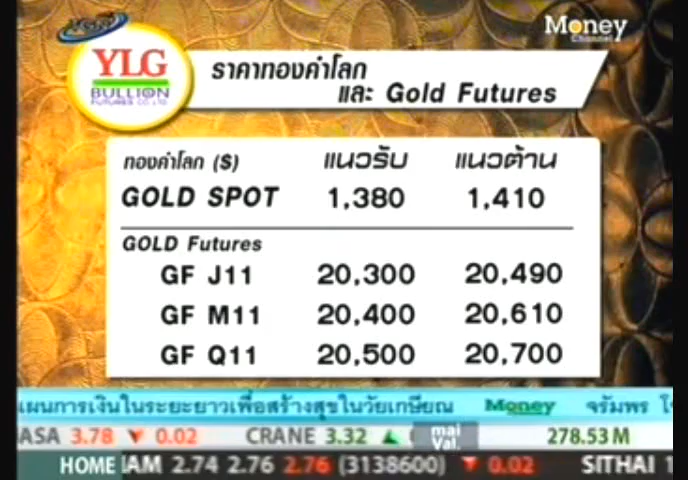 Money
Channel
YLG
BULLION
FUTURES CO.,LTD.
ราคาทองคำโลก
และ Gold Futures
ทองคำโลก ($) แนวรับ แนวต้าน
GOLD SPOT 1,380 1,410
GOLD Futures
GF J11 20,300 20,490
GF M11 20,400 20,610
GF Q11 20,500 20,700
แผนการเงินในระยะยาวเพื่อสร้างสุขในวัยเกษียณ Money จรัมพร
ASA 3.78 ▼ 0.02 CRANE 3.32 ▲ mai Val. 278.53 M
HOME IAM 2.74 2.76 2.76 (3138600) ▼ 0.02 SITHAI 1